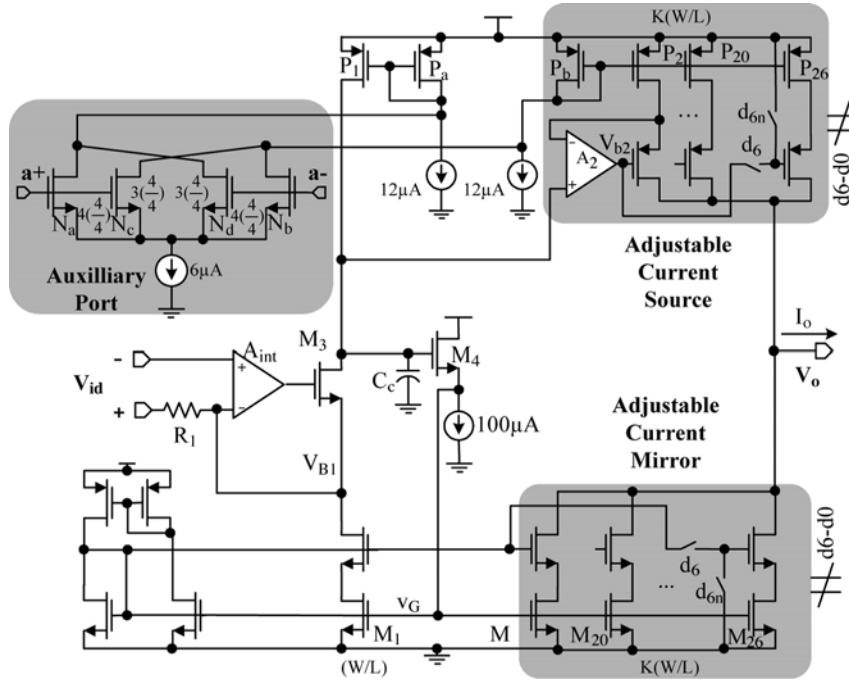 K(W/L)
P1 Pa Pb P2 P20 P26
d6n
d6
d6-d0
A2
- +
Vb2
a+ a-
4(4/4) 3(4/4) 3(4/4) 4(4/4)
Na Nc Nd Nb
6µA
12µA 12µA
Auxilliary
Port
Adjustable
Current
Source
Io
Vo
M3
Aint
+ -
-
Vid
+
R1
Cc
M4
100µA
VB1
Adjustable
Current
Mirror
d6
d6n
d6-d0
...
...
vG
M1 M M20 M26
(W/L)
K(W/L)